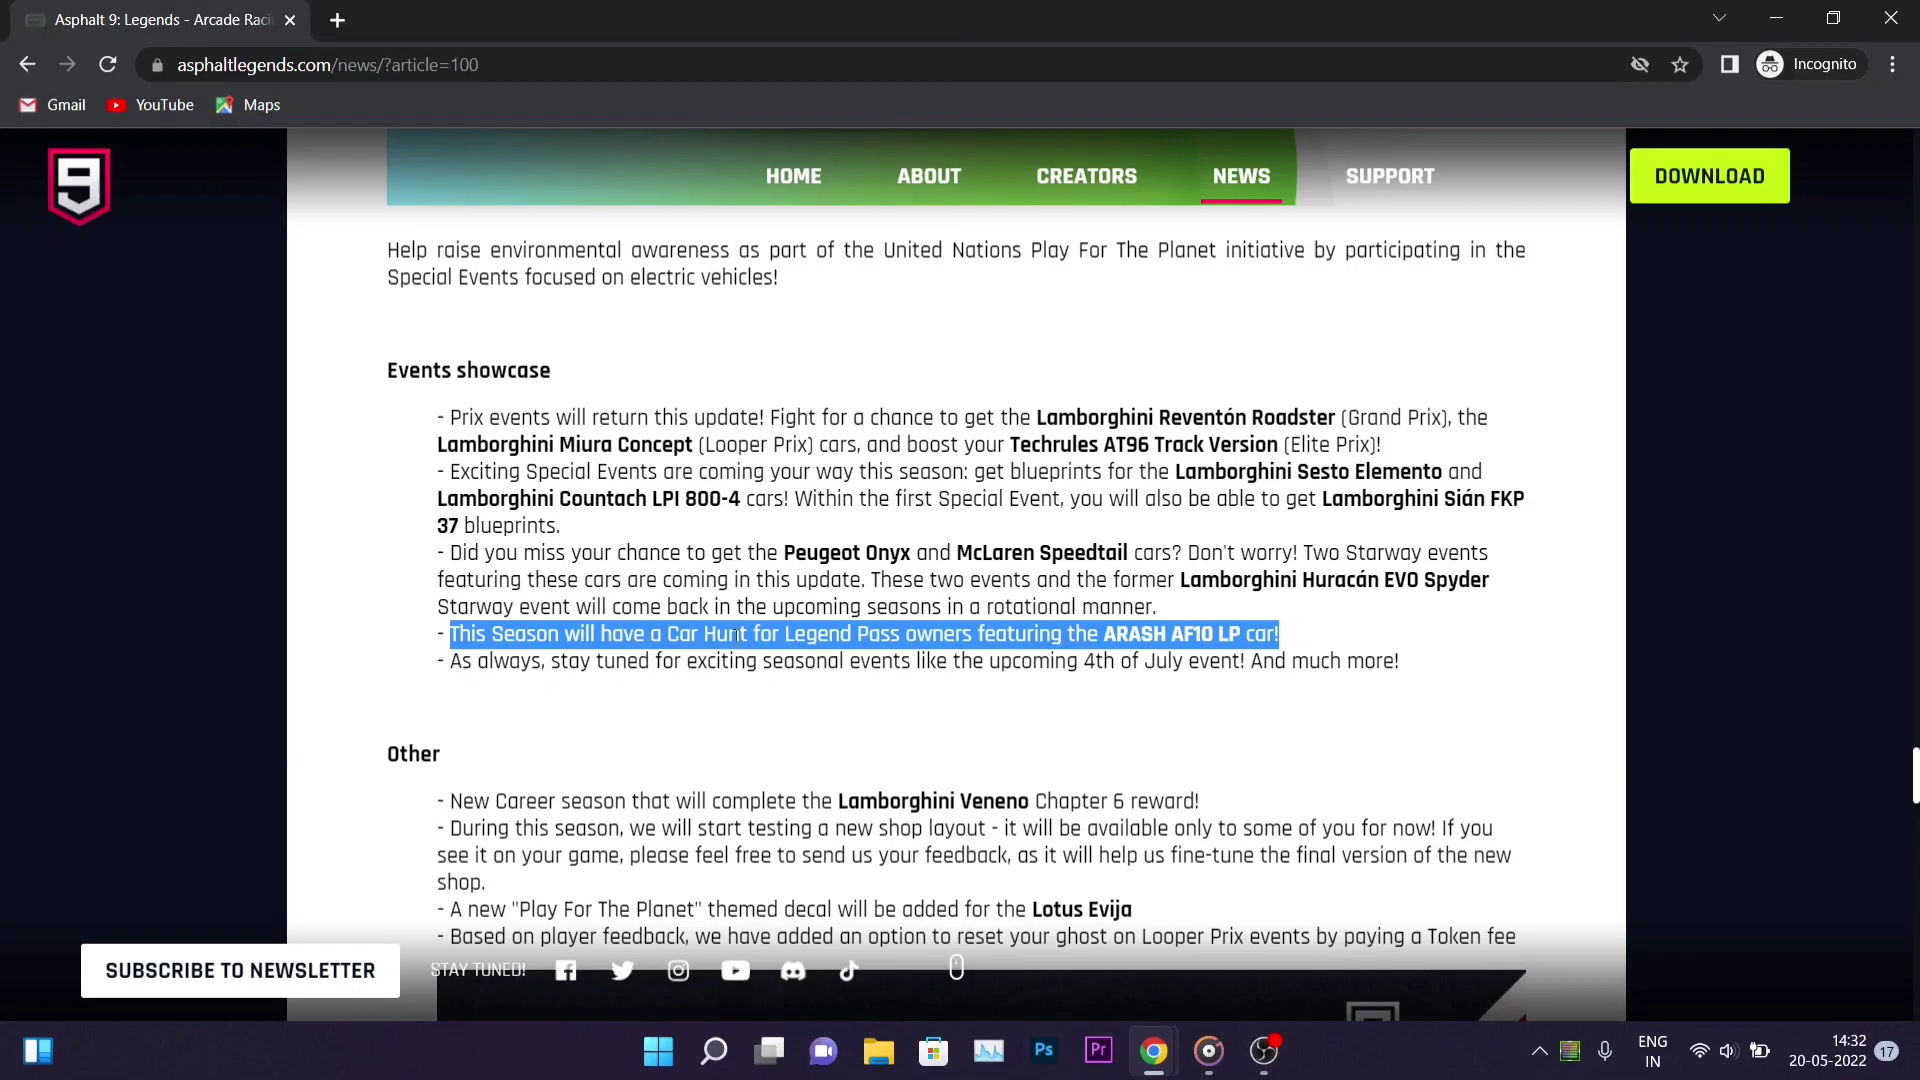 Asphalt 9: Legends - Arcade Raci
asphaltlegends.com/news/?article=100
Incognito
Gmail YouTube Maps
9
HOME ABOUT CREATORS NEWS SUPPORT DOWNLOAD
Help raise environmental awareness as part of the United Nations Play For The Planet initiative by participating in the
Special Events focused on electric vehicles!
Events showcase
- Prix events will return this update! Fight for a chance to get the Lamborghini Reventón Roadster (Grand Prix), the
Lamborghini Miura Concept (Looper Prix) cars, and boost your Techrules AT96 Track Version (Elite Prix)!
- Exciting Special Events are coming your way this season: get blueprints for the Lamborghini Sesto Elemento and
Lamborghini Countach LPI 800-4 cars! Within the first Special Event, you will also be able to get Lamborghini Sián FKP
37 blueprints.
- Did you miss your chance to get the Peugeot Onyx and McLaren Speedtail cars? Don't worry! Two Starway events
featuring these cars are coming in this update. These two events and the former Lamborghini Huracán EVO Spyder
Starway event will come back in the upcoming seasons in a rotational manner.
- This Season will have a Car Hunt for Legend Pass owners featuring the ARASH AF10 LP car!
- As always, stay tuned for exciting seasonal events like the upcoming 4th of July event! And much more!
Other
- New Career season that will complete the Lamborghini Veneno Chapter 6 reward!
- During this season, we will start testing a new shop layout - it will be available only to some of you for now! If you
see it on your game, please feel free to send us your feedback, as it will help us fine-tune the final version of the new
shop.
- A new "Play For The Planet" themed decal will be added for the Lotus Evija
- Based on player feedback, we have added an option to reset your ghost on Looper Prix events by paying a Token fee
SUBSCRIBE TO NEWSLETTER STAY TUNED!
Ps Pr
ENG
IN
14:32
20-05-2022
17